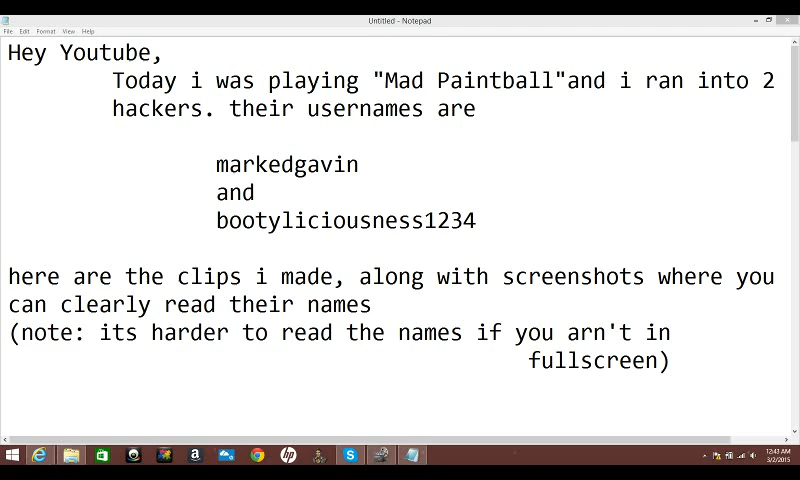 Untitled - Notepad
File Edit Format View Help
Hey Youtube,
Today i was playing "Mad Paintball"and i ran into 2
hackers. their usernames are
markedgavin
and
bootyliciousness1234
here are the clips i made, along with screenshots where you
can clearly read their names
(note: its harder to read the names if you arn't in
fullscreen)
12:43 AM
3/2/2015